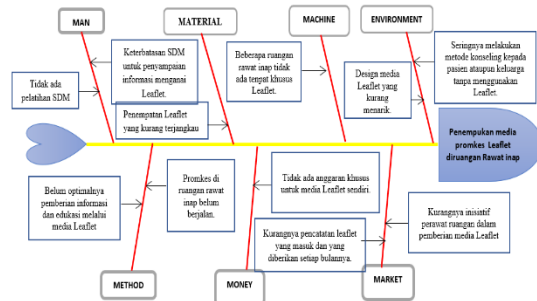 MAN
MATERIAL
MACHINE
ENVIRONMENT
Keterbatasan SDM
untuk penyampaian
informasi mengenai
Leaflet.
Tidak ada
pelatihan SDM
Penempatan Leaflet
yang kurang terjangkau
Beberapa ruangan
rawat inap tidak
ada tempat khusus
Leaflet.
Design media
Leaflet yang
kurang
menarik.
Seringnya melakukan
metode konseling kepada
pasien ataupun keluarga
tanpa menggunakan
Leaflet.
Penempukan media
promkes Leaflet
diruangan Rawat inap
Belum optimalnya
pemberian informasi
dan edukasi melalui
media Leaflet
Promkes di
ruangan rawat
inap belum
berjalan.
Tidak ada anggaran khusus
untuk media Leaflet sendiri.
Kurangnya pencatatan leaflet
yang masuk dan yang
diberikan setiap bulannya.
Kurangnya inisiatif
perawat ruangan dalam
pemberian media Leaflet
METHOD
MONEY
MARKET